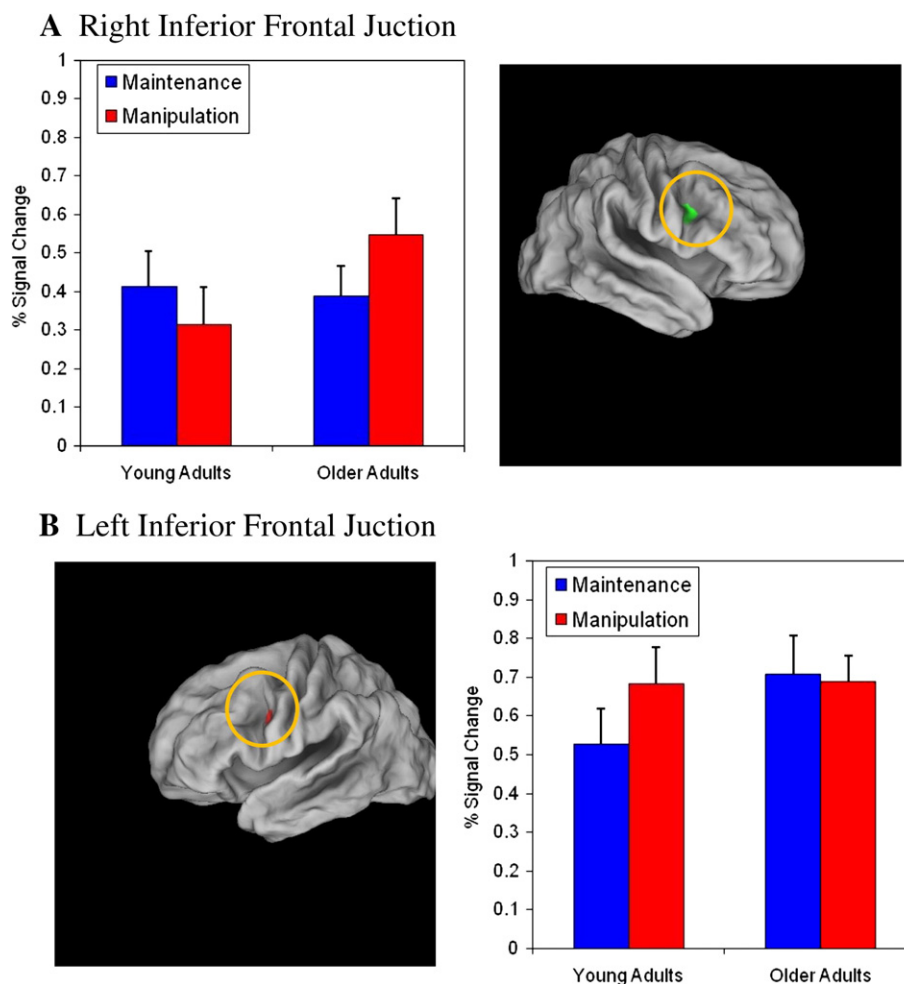 A Right Inferior Frontal Juction
1
0.9
0.8
0.7
0.6
0.5
0.4
0.3
0.2
0.1
0
% Signal Change
Maintenance
Manipulation
Young Adults
Older Adults
B Left Inferior Frontal Juction
1
0.9
0.8
0.7
0.6
0.5
0.4
0.3
0.2
0.1
0
% Signal Change
Maintenance
Manipulation
Young Adults
Older Adults